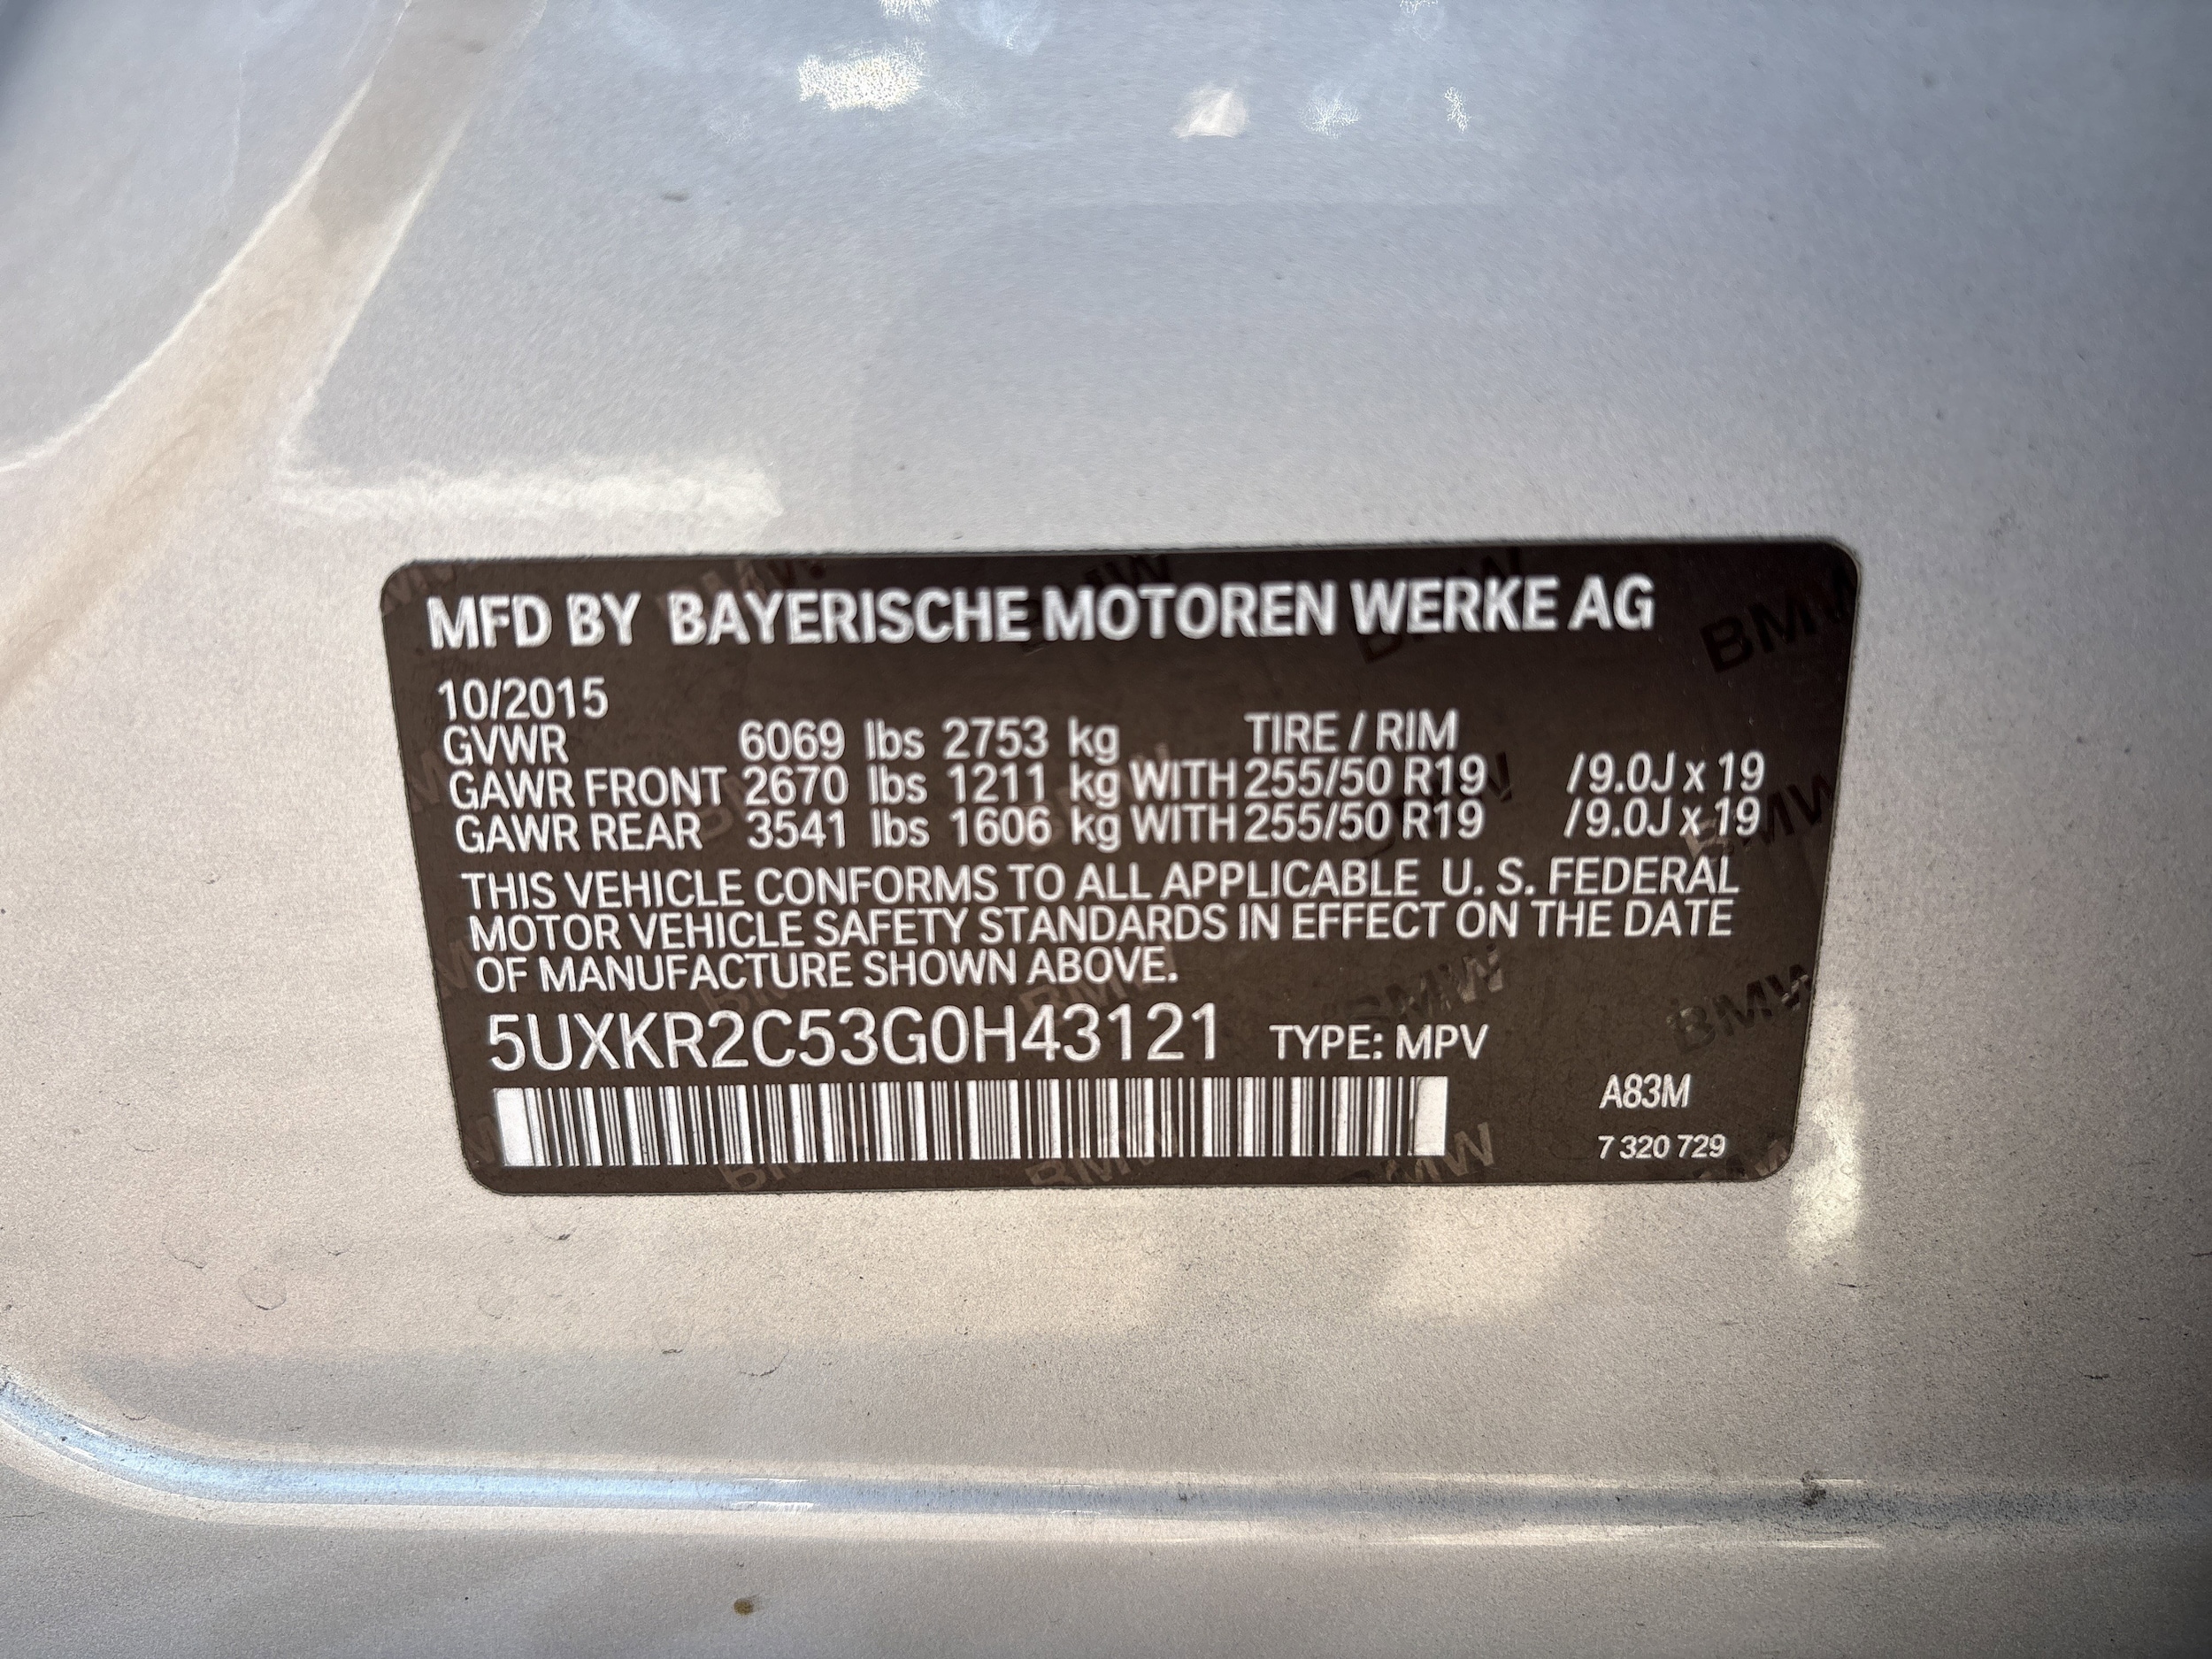 MFD BY BAYERISCHE MOTOREN WERKE AG
10/2015
GVWR 6069 lbs 2753 kg TIRE / RIM
GAWR FRONT 2670 lbs 1211 kg WITH 255/50 R19 /9.0J x 19
GAWR REAR 3541 lbs 1606 kg WITH 255/50 R19 /9.0J x 19
THIS VEHICLE CONFORMS TO ALL APPLICABLE U. S. FEDERAL
MOTOR VEHICLE SAFETY STANDARDS IN EFFECT ON THE DATE
OF MANUFACTURE SHOWN ABOVE.
5UXKR2C53G0H43121 TYPE: MPV
A83M
7 320 729